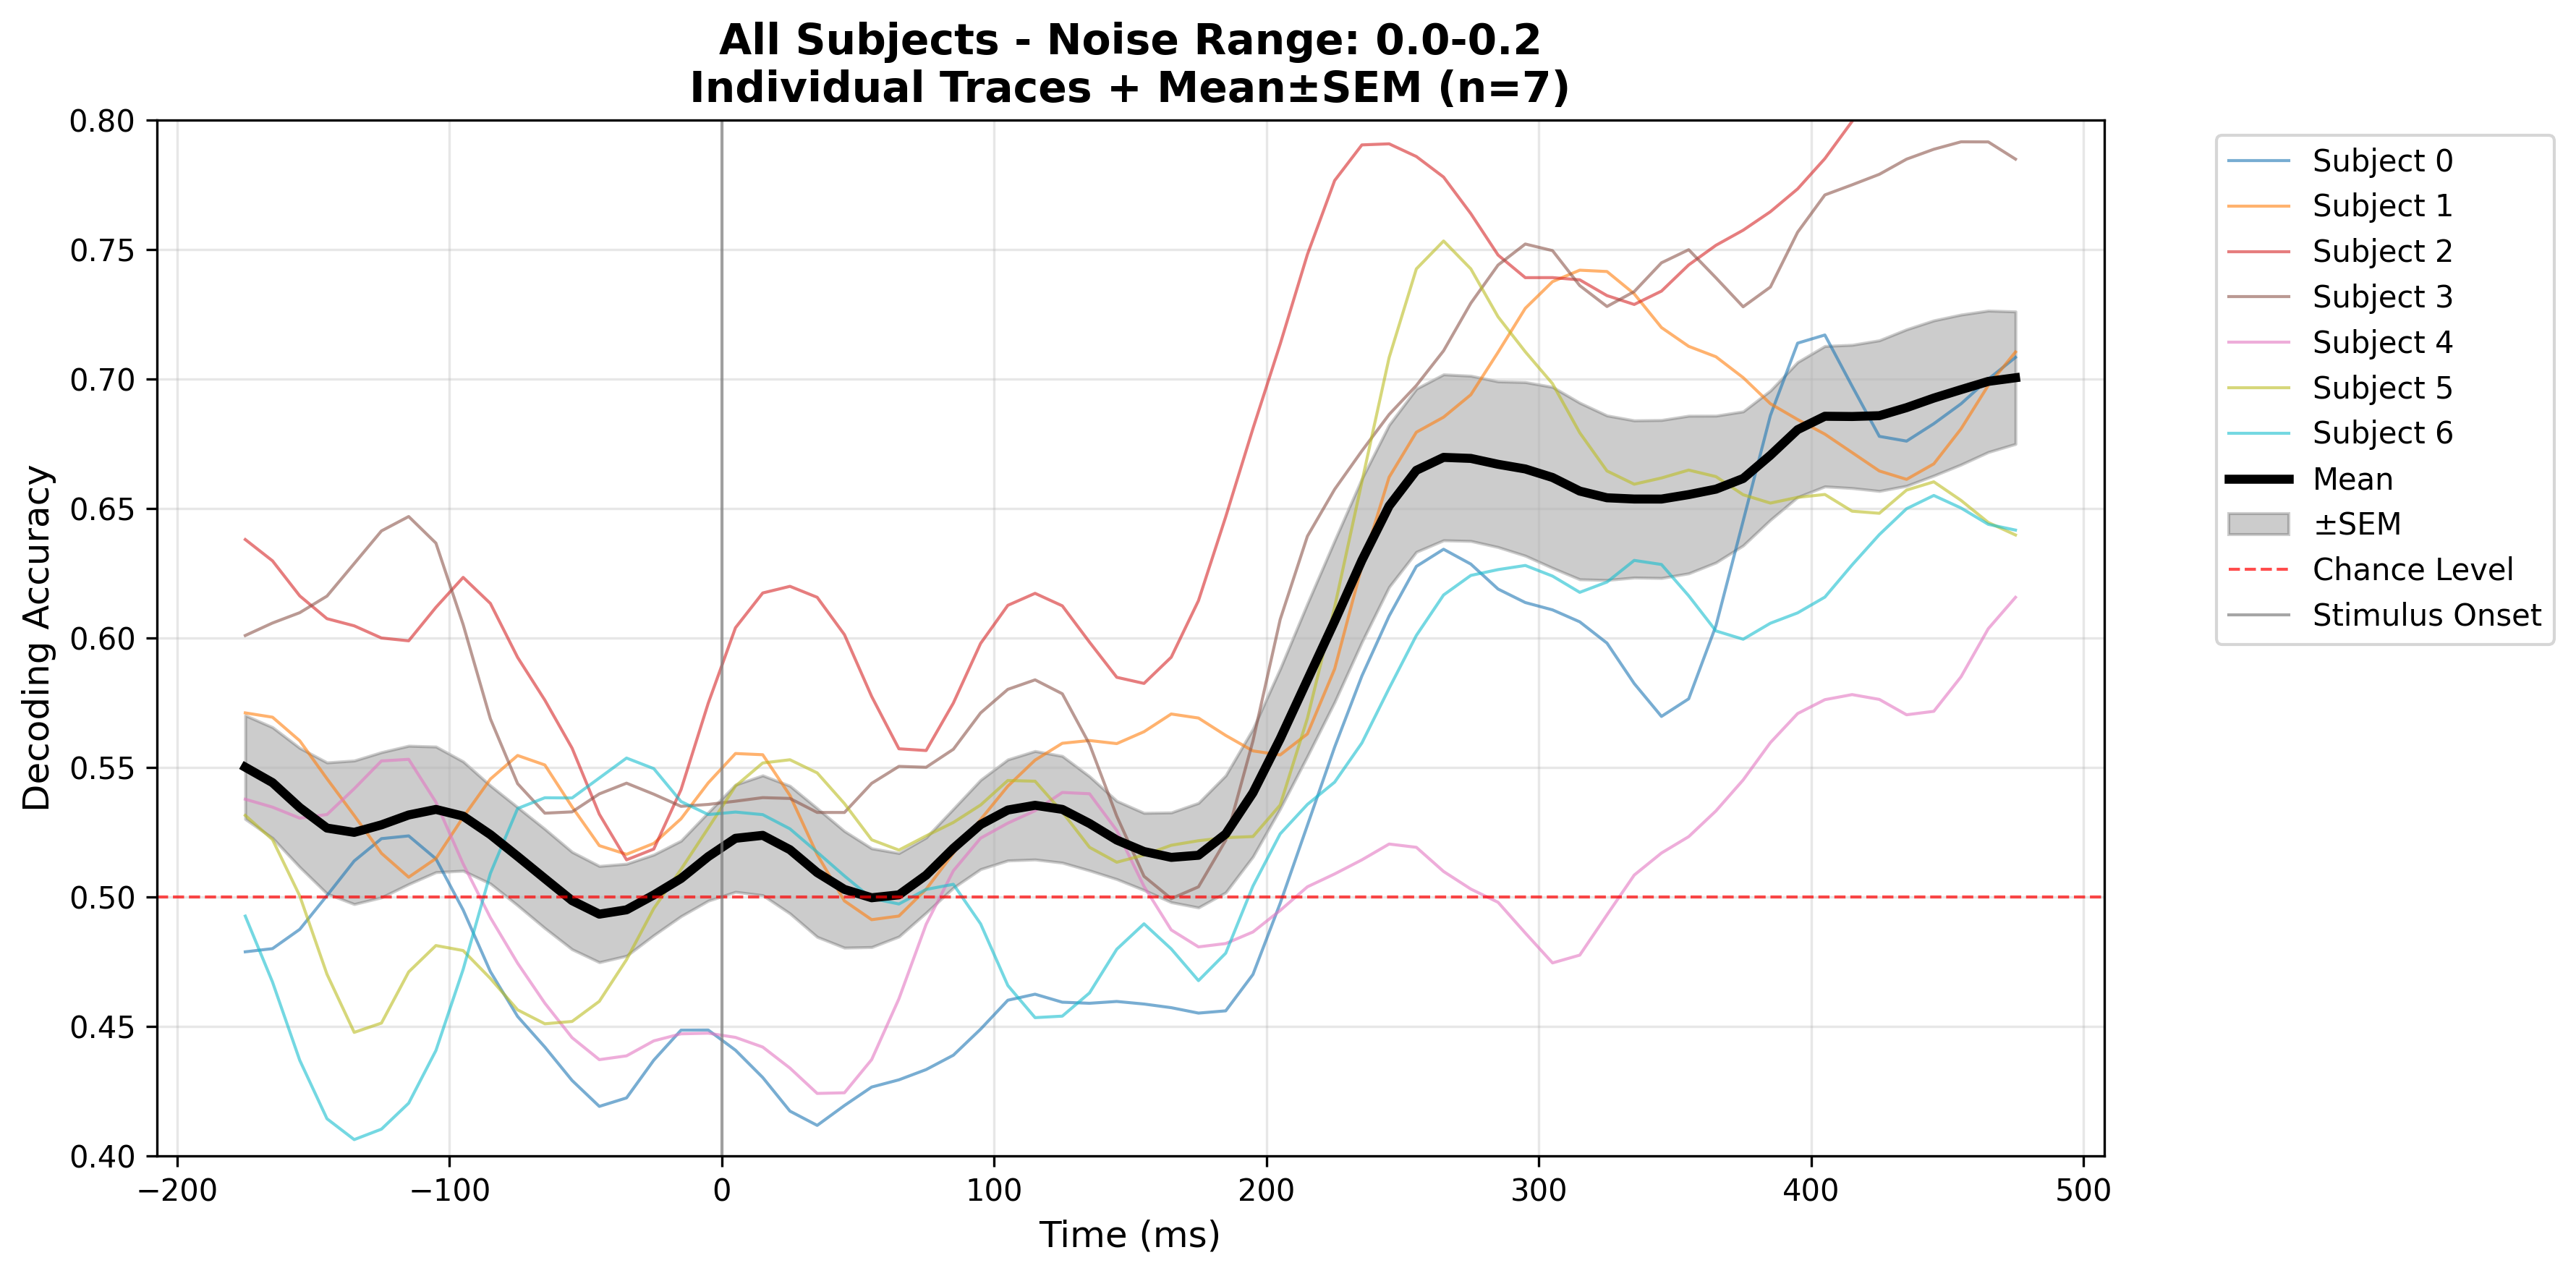 All Subjects - Noise Range: 0.0-0.2
Individual Traces + Mean±SEM (n=7)
Decoding Accuracy
0.80
0.75
0.70
0.65
0.60
0.55
0.50
0.45
0.40
−200
−100
0
100
200
300
400
500
Time (ms)
Subject 0
Subject 1
Subject 2
Subject 3
Subject 4
Subject 5
Subject 6
Mean
±SEM
Chance Level
Stimulus Onset